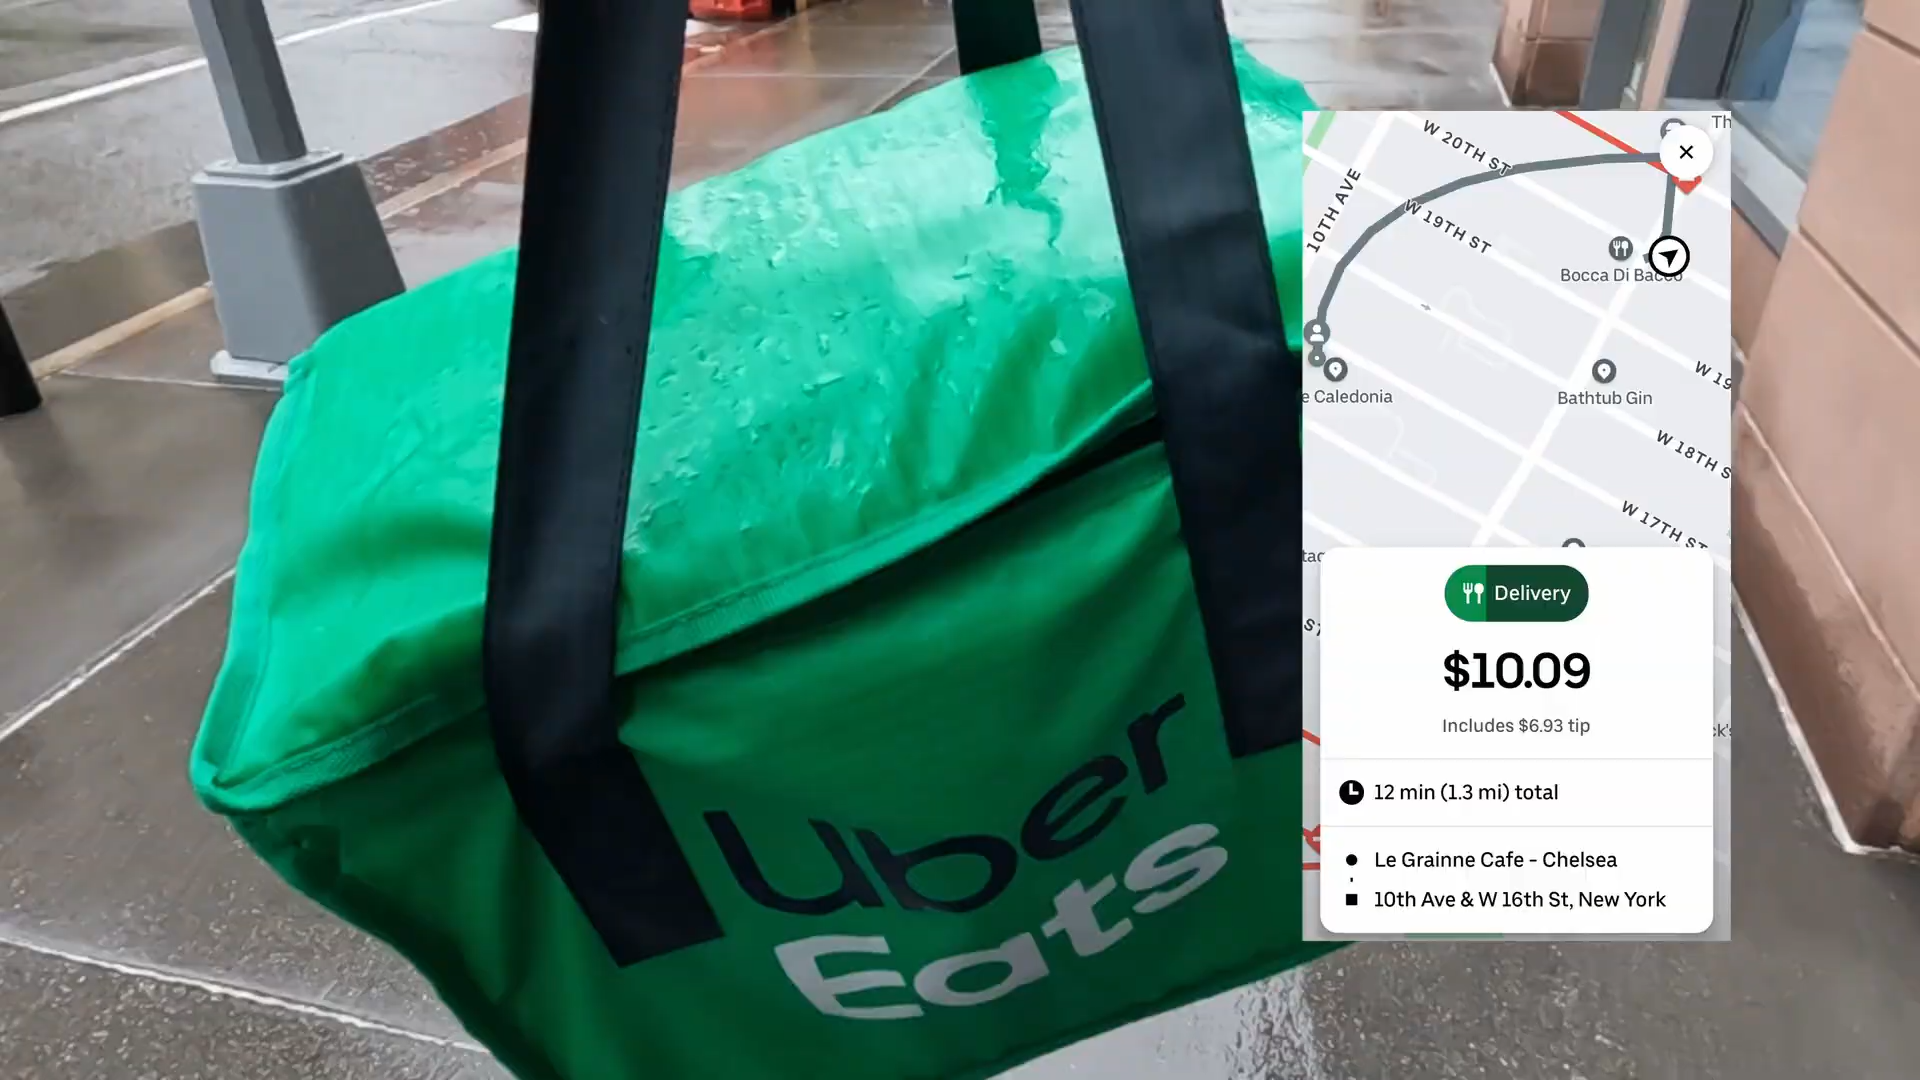 Uber
Eats
Th
W 20TH ST
10TH AVE
W 19TH ST
Bocca Di Bacco
W 19
e Caledonia
Bathtub Gin
W 18TH S
W 17TH ST
Delivery
$10.09
Includes $6.93 tip
12 min (1.3 mi) total
Le Grainne Cafe - Chelsea
10th Ave & W 16th St, New York